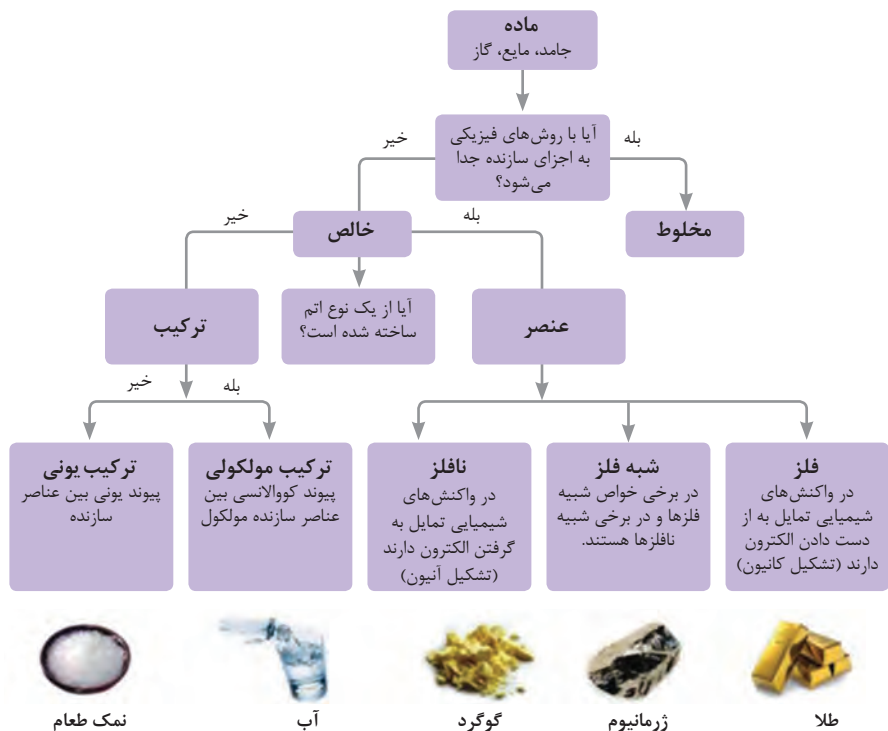 ماده
جامد، مایع، گاز
آیا با روش‌های فیزیکی
به اجزای سازنده جدا
می‌شود؟
بله
خیر
مخلوط
خالص
بله
خیر
عنصر
آیا از یک نوع اتم
ساخته شده است؟
ترکیب
بله
خیر
فلز
در واکنش‌های
شیمیایی تمایل به از
دست دادن الکترون
دارند (تشکیل کاتیون)
شبه فلز
در برخی خواص شبیه
فلزها و در برخی شبیه
نافلزها هستند.
نافلز
در واکنش‌های
شیمیایی تمایل به
گرفتن الکترون دارند
(تشکیل آنیون)
ترکیب مولکولی
پیوند کووالانسی بین
عناصر سازنده مولکول
ترکیب یونی
پیوند یونی بین عناصر
سازنده
طلا
ژرمانیوم
گوگرد
آب
نمک طعام